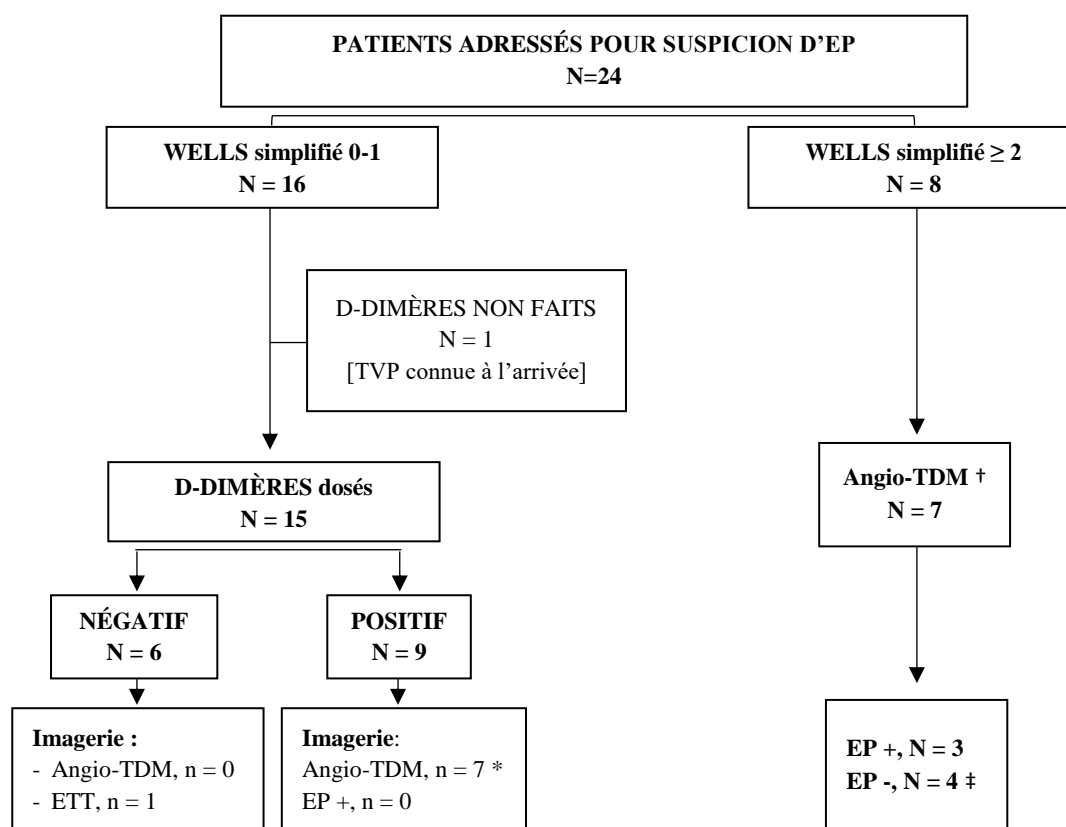 PATIENTS ADRESSÉS POUR SUSPICION D’EP
N=24
WELLS simplifié 0-1
N = 16
WELLS simplifié ≥ 2
N = 8
D-DIMÈRES NON FAITS
N = 1
[TVP connue à l’arrivée]
D-DIMÈRES dosés
N = 15
Angio-TDM †
N = 7
NÉGATIF
N = 6
POSITIF
N = 9
Imagerie :
- Angio-TDM, n = 0
- ETT, n = 1
Imagerie:
Angio-TDM, n = 7 *
EP +, n = 0
EP +, N = 3
EP -, N = 4 ‡